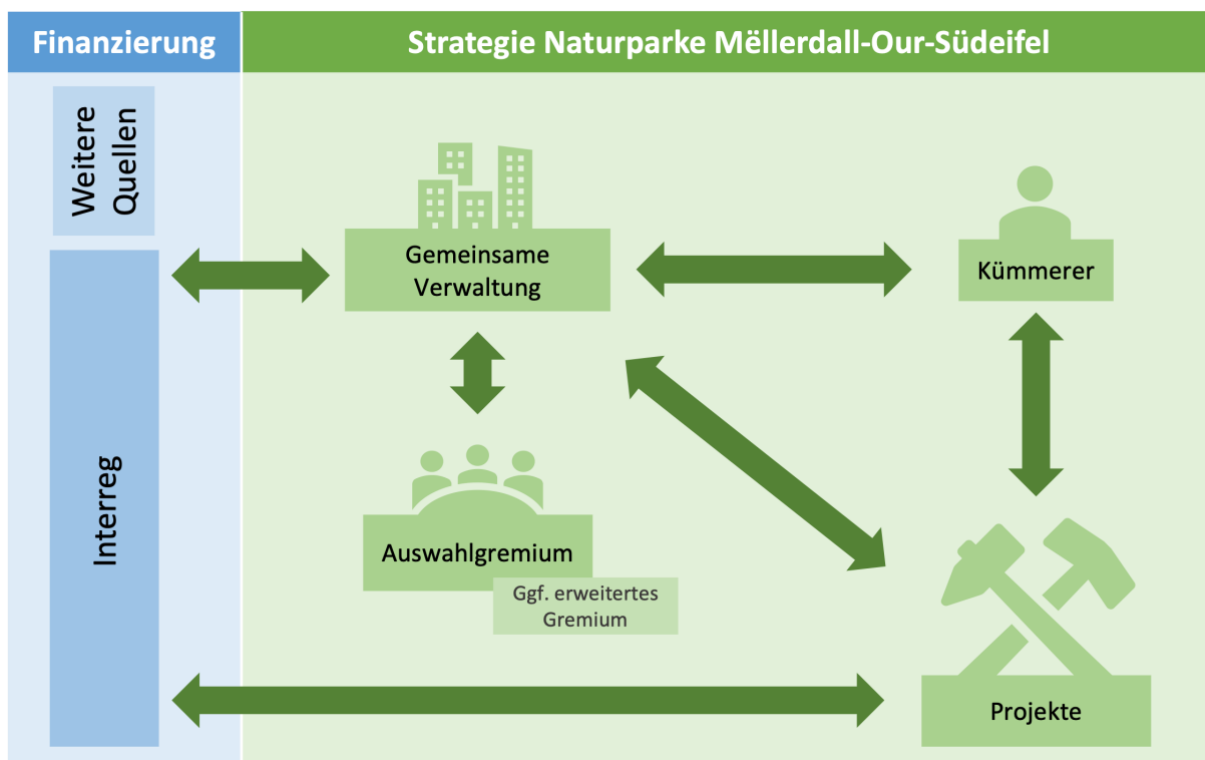 Finanzierung
Strategie Naturparke Mëllerdall-Our-Südeifel
Weitere
Quellen
Interreg
Gemeinsame
Verwaltung
Kümmerer
Auswahlgremium
Ggf. erweitertes
Gremium
Projekte